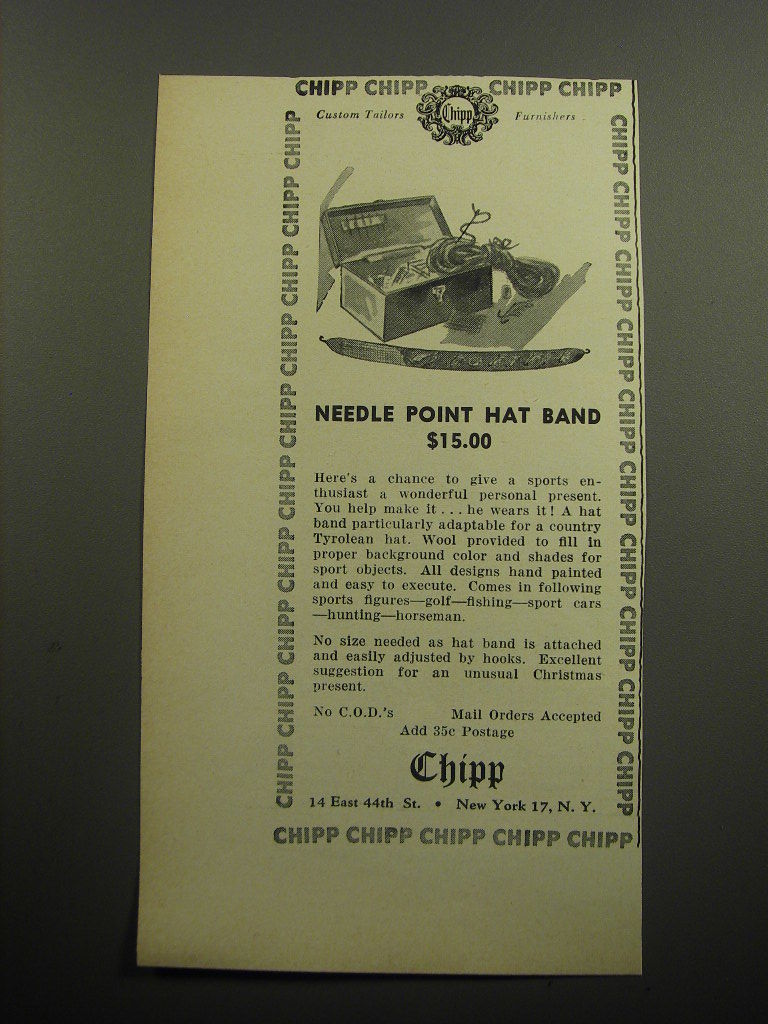 CHIPP CHIPP CHIPP CHIPP
Custom Tailors Chipp Furnishers
CHIPP CHIPP CHIPP CHIPP CHIPP CHIPP CHIPP CHIPP CHIPP CHIPP
CHIPP CHIPP CHIPP CHIPP CHIPP CHIPP CHIPP CHIPP CHIPP CHIPP
NEEDLE POINT HAT BAND
$15.00
Here's a chance to give a sports en-
thusiast a wonderful personal present.
You help make it . . . he wears it! A hat
band particularly adaptable for a country
Tyrolean hat. Wool provided to fill in
proper background color and shades for
sport objects. All designs hand painted
and easy to execute. Comes in following
sports figures—golf—fishing—sport cars
—hunting—horseman.
No size needed as hat band is attached
and easily adjusted by hooks. Excellent
suggestion for an unusual Christmas
present.
No C.O.D.'s Mail Orders Accepted
Add 35c Postage
Chipp
14 East 44th St. • New York 17, N. Y.
CHIPP CHIPP CHIPP CHIPP CHIPP